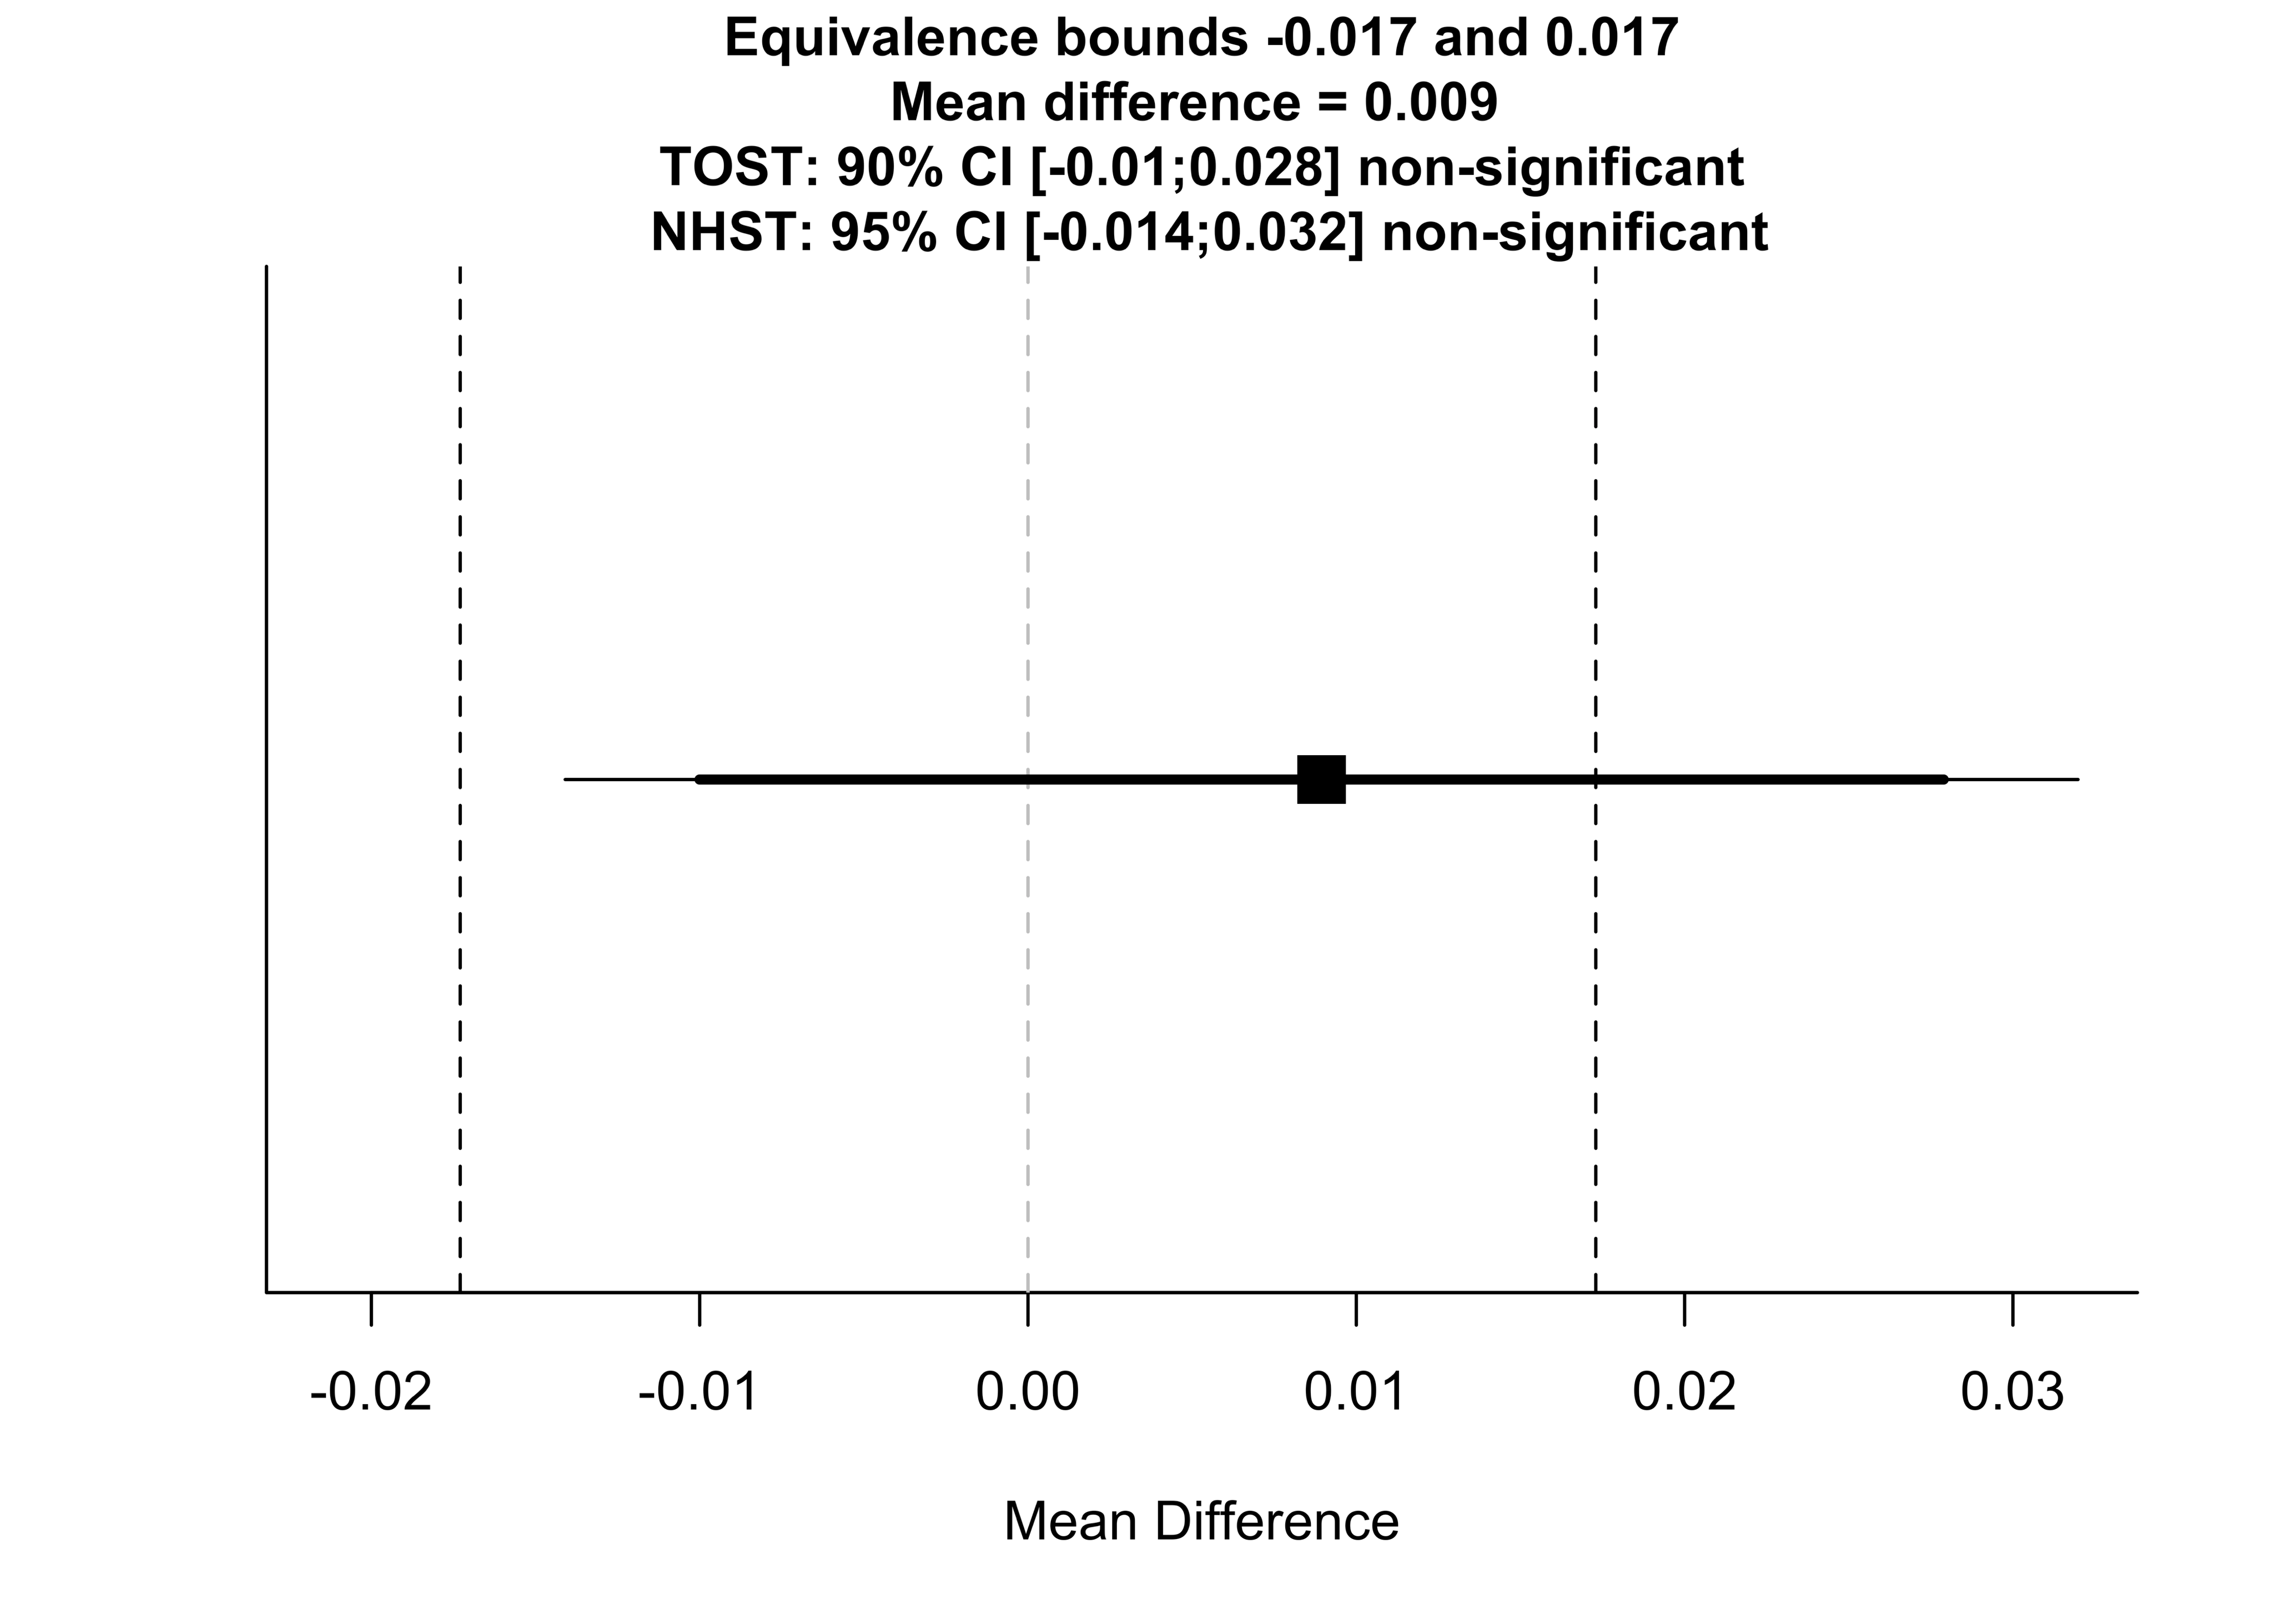 Equivalence bounds -0.017 and 0.017
Mean difference = 0.009
TOST: 90% CI [-0.01;0.028] non-significant
NHST: 95% CI [-0.014;0.032] non-significant
-0.02 -0.01 0.00 0.01 0.02 0.03
Mean Difference